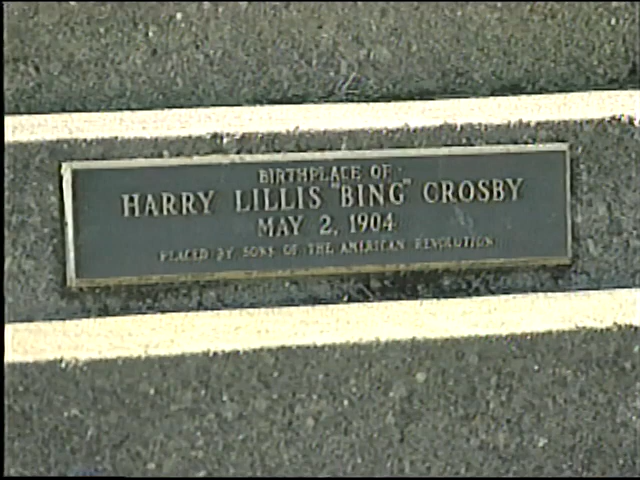 BIRTHPLACE OF
HARRY LILLIS "BING" CROSBY
MAY 2, 1904
PLACED BY SONS OF THE AMERICAN REVOLUTION